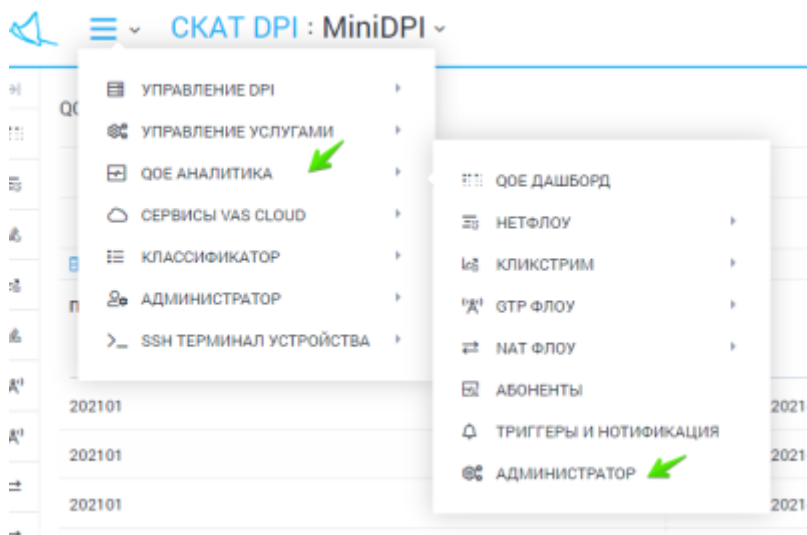 СКАТ DPI : MiniDPI
УПРАВЛЕНИЕ DPI
УПРАВЛЕНИЕ УСЛУГАМИ
QOE АНАЛИТИКА
СЕРВИСЫ VAS CLOUD
КЛАССИФИКАТОР
АДМИНИСТРАТОР
SSH ТЕРМИНАЛ УСТРОЙСТВА
QOE ДАШБОРД
НЕТФЛОУ
КЛИКСТРИМ
GTP ФЛОУ
NAT ФЛОУ
АБОНЕНТЫ
ТРИГГЕРЫ И НОТИФИКАЦИЯ
АДМИНИСТРАТОР
202101
2021
202101
2021
202101
2021